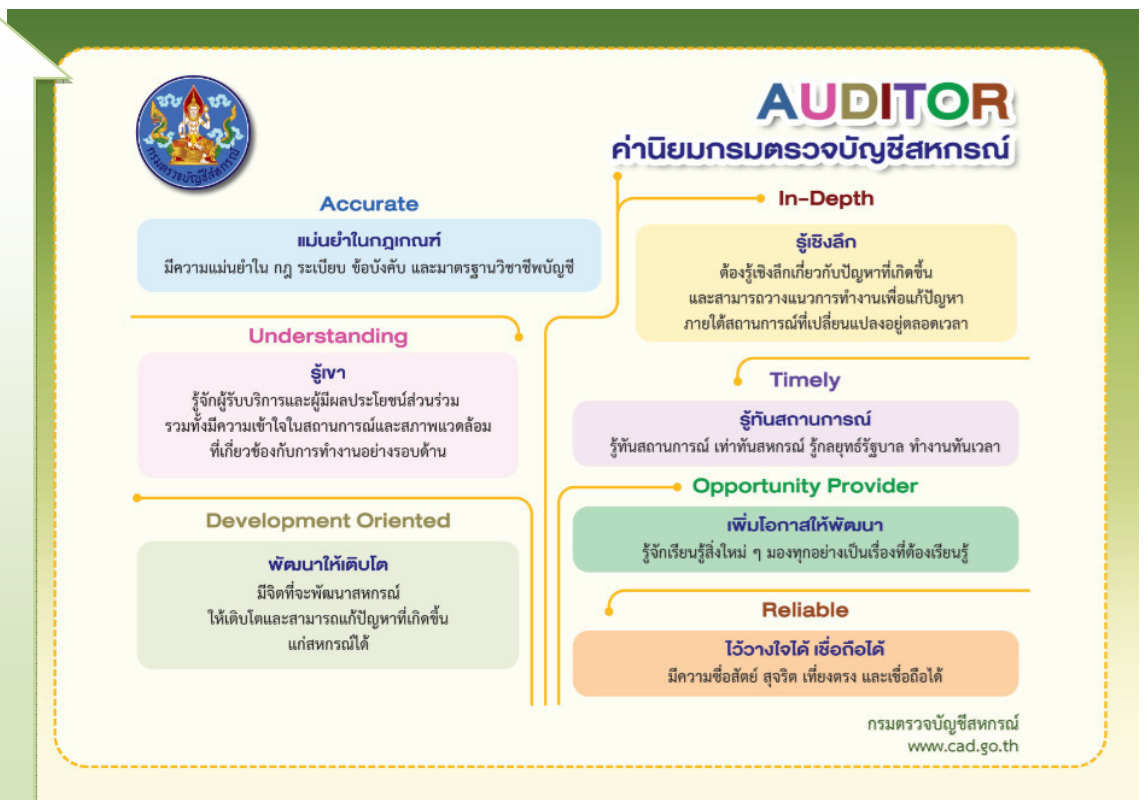 AUDITOR
ค่านิยมกรมตรวจบัญชีสหกรณ์
กรมตรวจบัญชีสหกรณ์
Accurate
แม่นยำในกฎเกณฑ์
มีความแม่นยำใน กฎ ระเบียบ ข้อบังคับ และมาตรฐานวิชาชีพบัญชี
Understanding
รู้เขา
รู้จักผู้รับบริการและผู้มีผลประโยชน์ส่วนร่วม
รวมทั้งมีความเข้าใจในสถานการณ์และสภาพแวดล้อม
ที่เกี่ยวข้องกับการทำงานอย่างรอบด้าน
Development Oriented
พัฒนาให้เติบโต
มีจิตที่จะพัฒนาสหกรณ์
ให้เติบโตและสามารถแก้ปัญหาที่เกิดขึ้น
แก่สหกรณ์ได้
In-Depth
รู้เชิงลึก
ต้องรู้เชิงลึกเกี่ยวกับปัญหาที่เกิดขึ้น
และสามารถวางแนวการทำงานเพื่อแก้ปัญหา
ภายใต้สถานการณ์ที่เปลี่ยนแปลงอยู่ตลอดเวลา
Timely
รู้ทันสถานการณ์
รู้ทันสถานการณ์ เท่าทันสหกรณ์ รู้กลยุทธ์รัฐบาล ทำงานทันเวลา
Opportunity Provider
เพิ่มโอกาสให้พัฒนา
รู้จักเรียนรู้สิ่งใหม่ ๆ มองทุกอย่างเป็นเรื่องที่ต้องเรียนรู้
Reliable
ไว้วางใจได้ เชื่อถือได้
มีความซื่อสัตย์ สุจริต เที่ยงตรง และเชื่อถือได้
กรมตรวจบัญชีสหกรณ์
www.cad.go.th